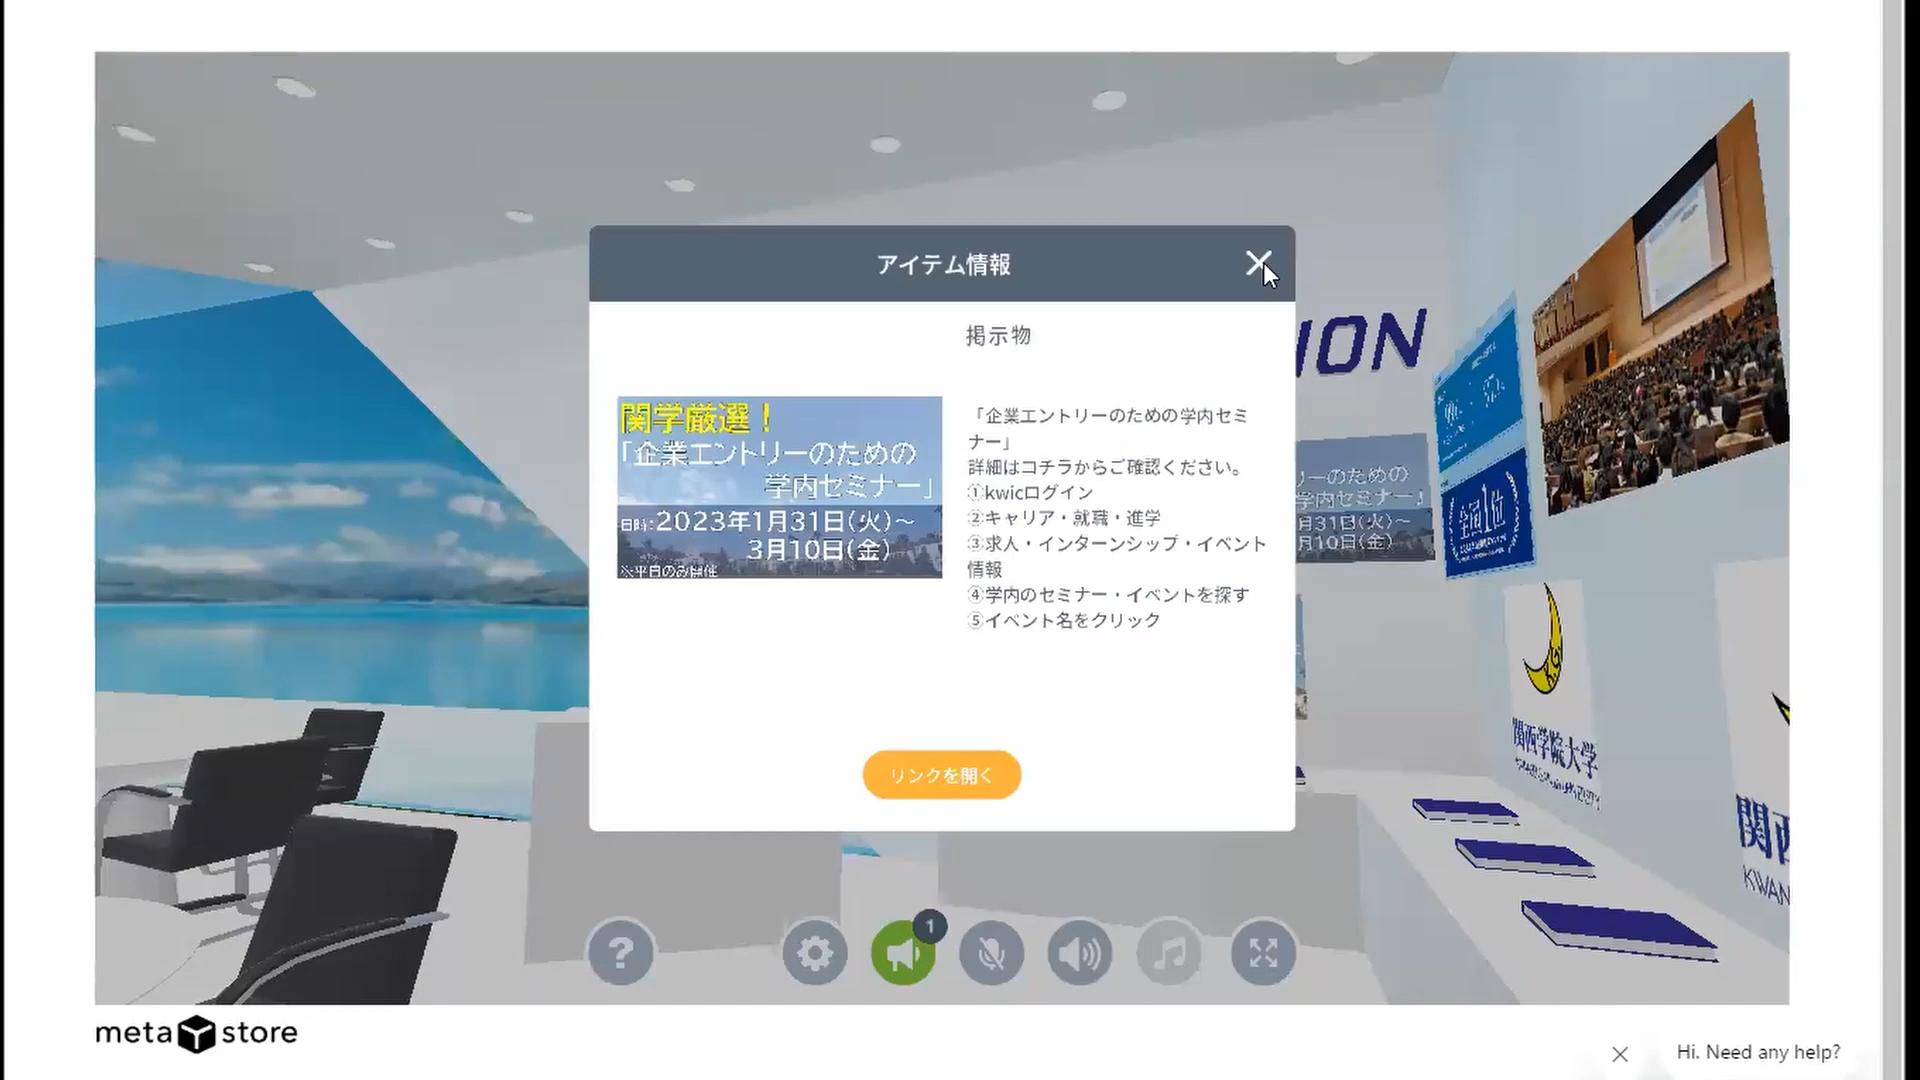 アイテム情報
掲示物
関学厳選！
「企業エントリーのための
学内セミナー」
日時:2023年1月31日(火)～
3月10日(金)
※平日のみ開催
「企業エントリーのための学内セミ
ナー」
詳細はコチラからご確認ください。
①kwicログイン
②キャリア・就職・進学
③求人・インターンシップ・イベント
情報
④学内のセミナー・イベントを探す
⑤イベント名をクリック
リンクを開く
ION
リーのための
学内セミナー」
月31日(火)～
月10日(金)
全国1位
関西学院大学
関西
KWAN
?
1
meta store
Hi. Need any help?